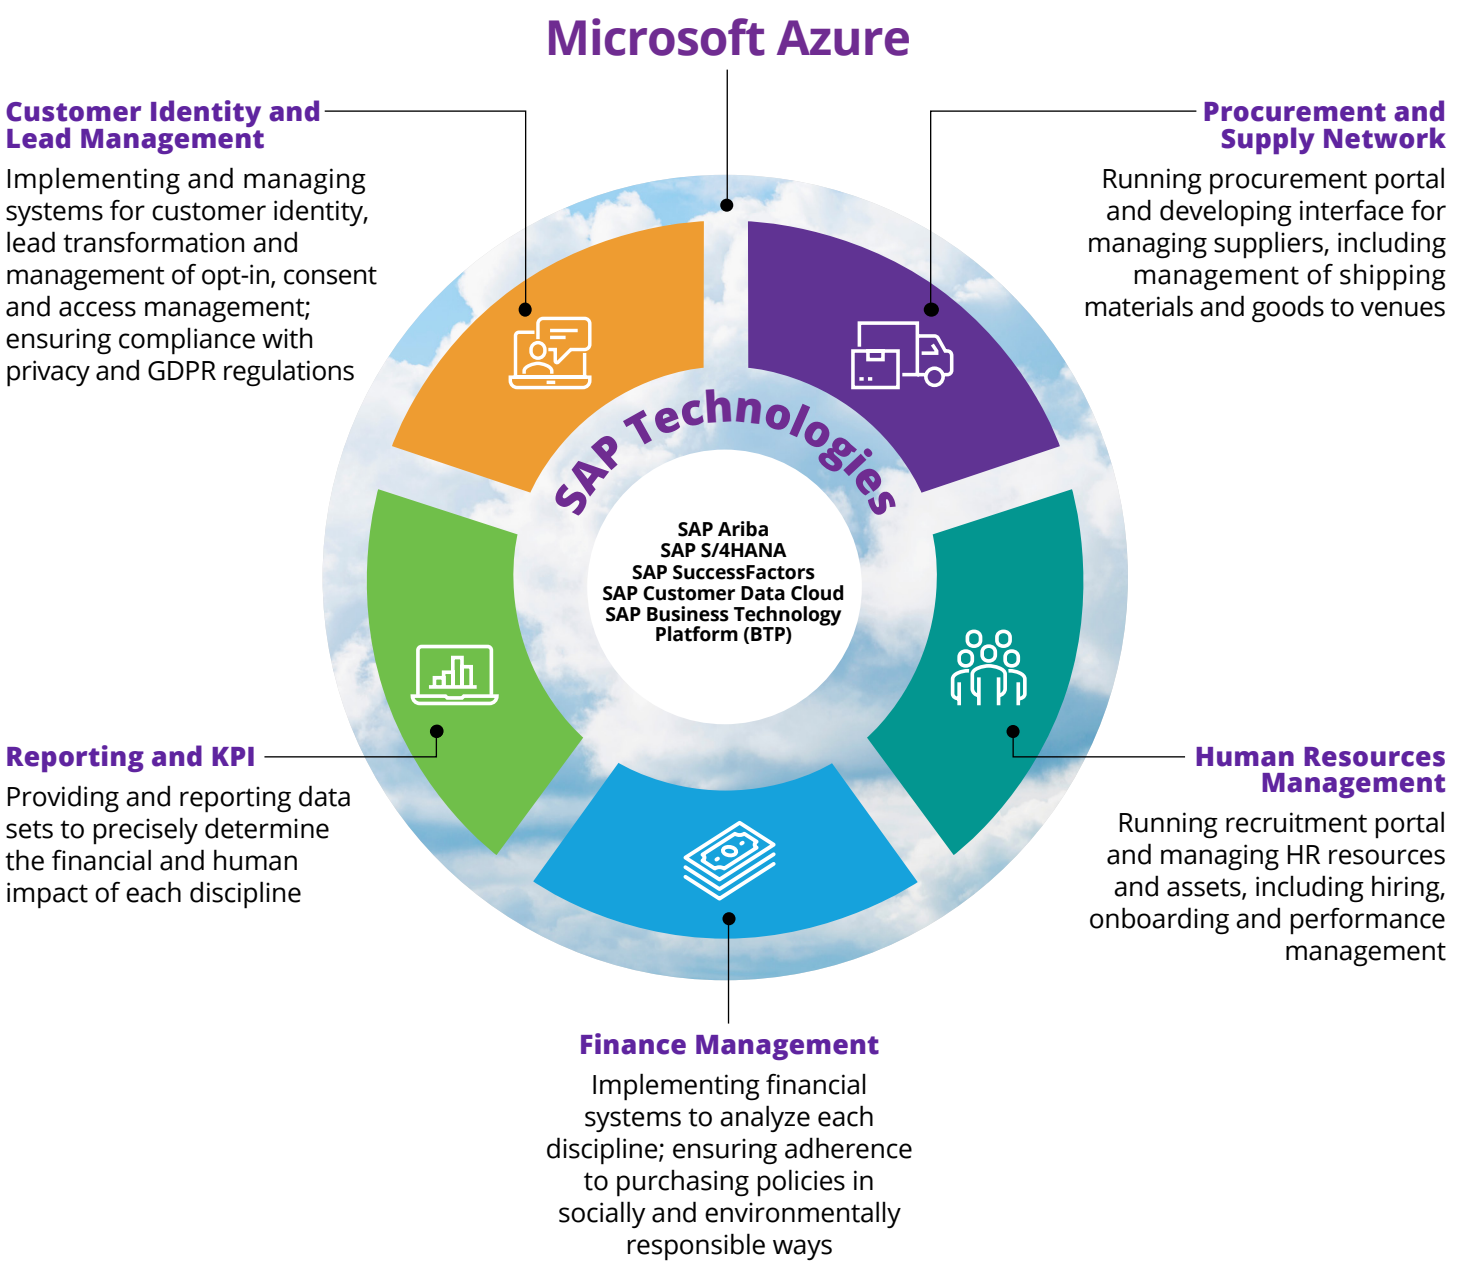 Microsoft Azure
Customer Identity and
Lead Management
Implementing and managing
systems for customer identity,
lead transformation and
management of opt-in, consent
and access management;
ensuring compliance with
privacy and GDPR regulations
Procurement and
Supply Network
Running procurement portal
and developing interface for
managing suppliers, including
management of shipping
materials and goods to venues
SAP Technologies
SAP Ariba
SAP S/4HANA
SAP SuccessFactors
SAP Customer Data Cloud
SAP Business Technology
Platform (BTP)
Reporting and KPI
Providing and reporting data
sets to precisely determine
the financial and human
impact of each discipline
Human Resources
Management
Running recruitment portal
and managing HR resources
and assets, including hiring,
onboarding and performance
management
Finance Management
Implementing financial
systems to analyze each
discipline; ensuring adherence
to purchasing policies in
socially and environmentally
responsible ways